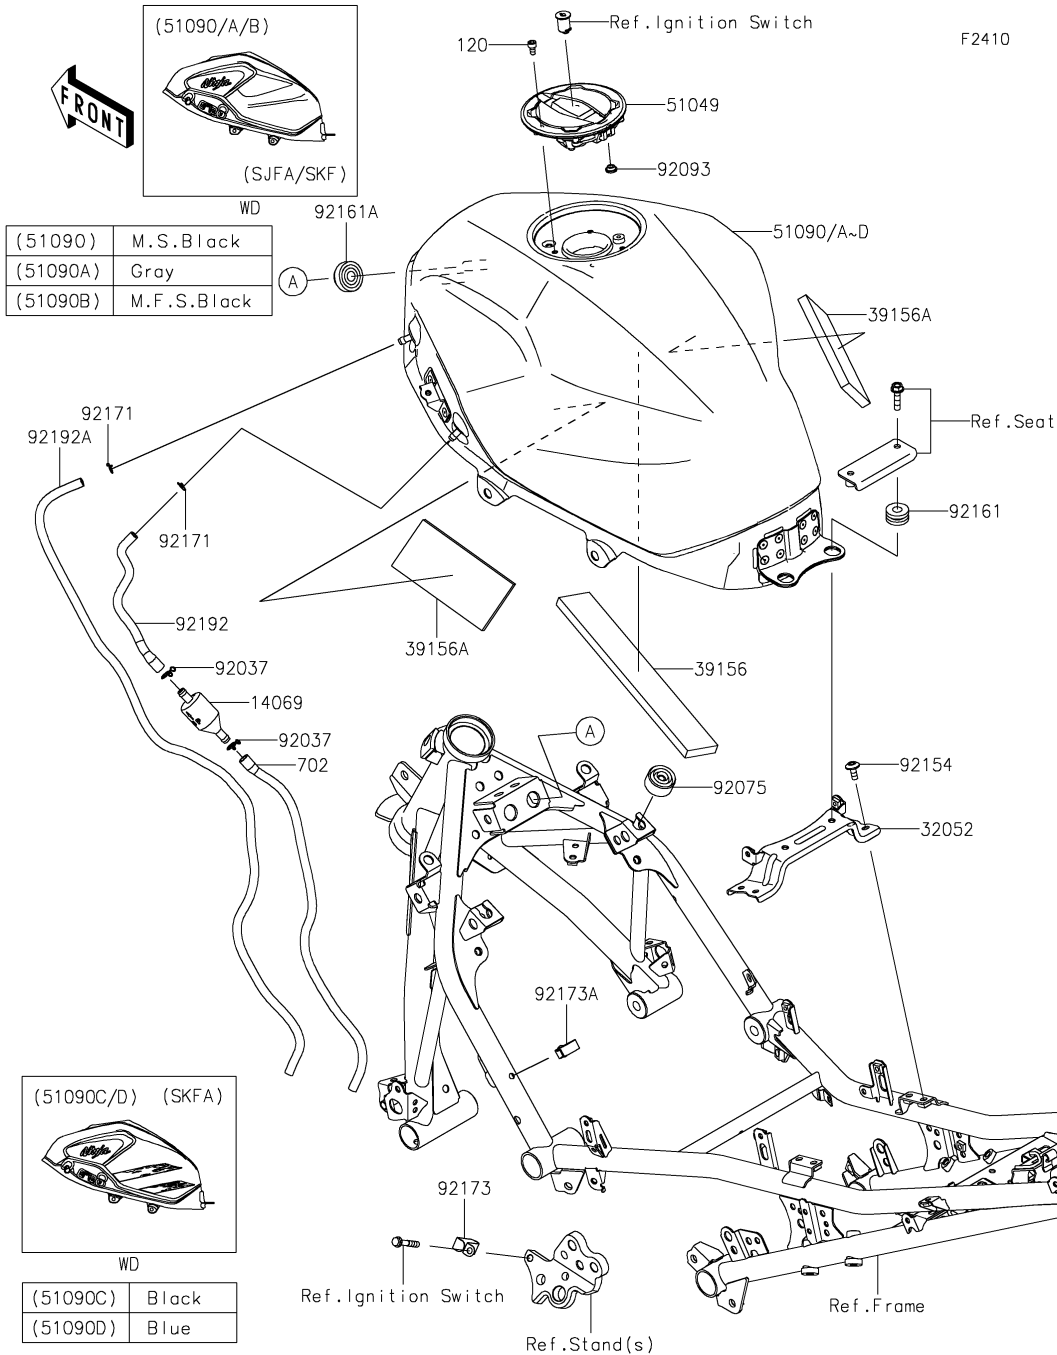 (51090/A/B)
Ninja
(SJFA/SKF)
WD
FRONT
Ref.Ignition Switch
120
F2410
51049
92093
92161A
(51090) M.S.Black
(51090A) Gray
(51090B) M.F.S.Black
A
51090/A~D
39156A
92171
92192A
Ref.Seat
92161
92171
92192
39156A
39156
92037
14069
92037
702
A
92075
92154
32052
92173A
(51090C/D) (SKFA)
Ninja
WD
92173
(51090C) Black
(51090D) Blue
Ref.Ignition Switch
Ref.Stand(s)
Ref.Frame